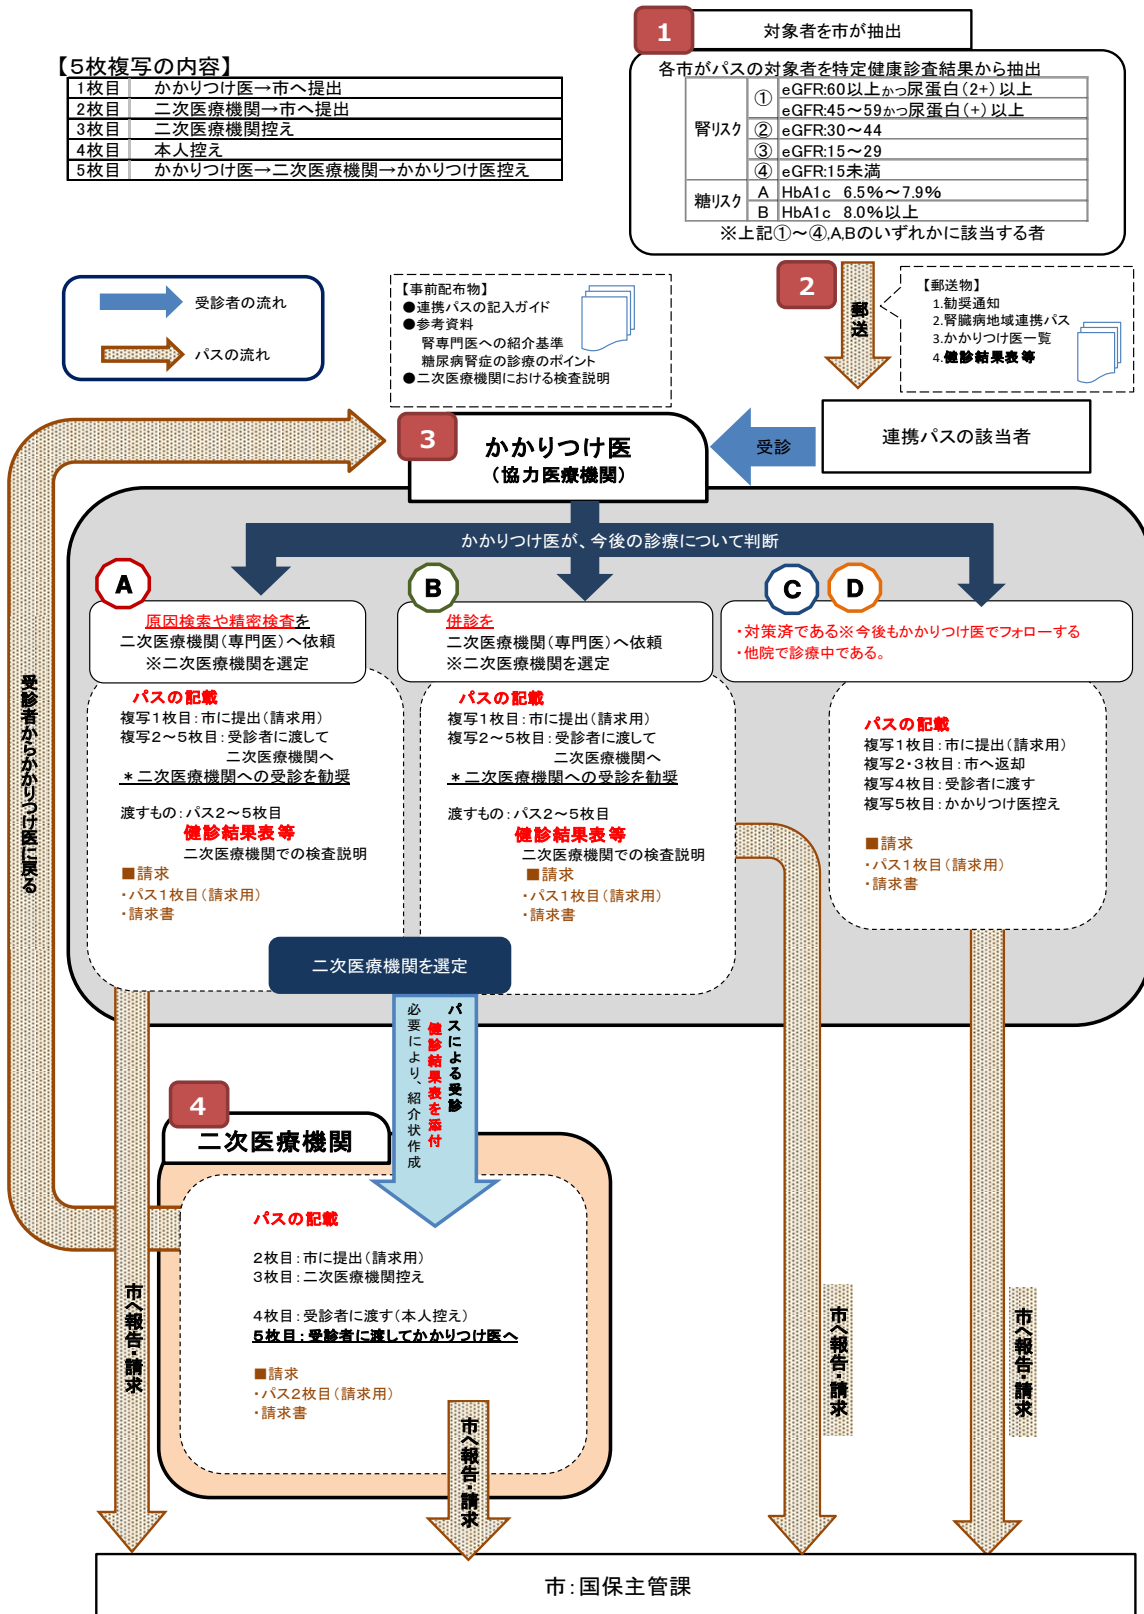 1
対象者を市が抽出
【5枚複写の内容】
1枚目 かかりつけ医→市へ提出
2枚目 二次医療機関→市へ提出
3枚目 二次医療機関控え
4枚目 本人控え
5枚目 かかりつけ医→二次医療機関→かかりつけ医控え
各市がパスの対象者を特定健康診査結果から抽出
腎リスク ① eGFR:60以上かつ尿蛋白(2+)以上
eGFR:45～59かつ尿蛋白(+)以上
② eGFR:30～44
③ eGFR:15～29
④ eGFR:15未満
糖リスク A HbA1c 6.5%～7.9%
B HbA1c 8.0%以上
※上記①～④,A,Bのいずれかに該当する者
受診者の流れ
パスの流れ
【事前配布物】
●連携パスの記入ガイド
●参考資料
腎専門医への紹介基準
糖尿病腎症の診療のポイント
●二次医療機関における検査説明
2
郵送
【郵送物】
1.勧奨通知
2.腎臓病地域連携パス
3.かかりつけ医一覧
4.健診結果表等
3
かかりつけ医
(協力医療機関)
受診
連携パスの該当者
かかりつけ医が、今後の診療について判断
A
原因検索や精密検査を
二次医療機関(専門医)へ依頼
※二次医療機関を選定
パスの記載
複写1枚目:市に提出(請求用)
複写2～5枚目:受診者に渡して
二次医療機関へ
＊二次医療機関への受診を勧奨
渡すもの:パス2～5枚目
健診結果表等
二次医療機関での検査説明
■請求
・パス1枚目(請求用)
・請求書
B
併診を
二次医療機関(専門医)へ依頼
※二次医療機関を選定
パスの記載
複写1枚目:市に提出(請求用)
複写2～5枚目:受診者に渡して
二次医療機関へ
＊二次医療機関への受診を勧奨
渡すもの:パス2～5枚目
健診結果表等
二次医療機関での検査説明
■請求
・パス1枚目(請求用)
・請求書
C
D
・対策済である※今後もかかりつけ医でフォローする
・他院で診療中である。
パスの記載
複写1枚目:市に提出(請求用)
複写2・3枚目:市へ返却
複写4枚目:受診者に渡す
複写5枚目:かかりつけ医控え
■請求
・パス1枚目(請求用)
・請求書
受診者からかかりつけ医に戻る
二次医療機関を選定
パスによる受診
健診結果表を添付
必要により、紹介状作成
4
二次医療機関
パスの記載
2枚目:市に提出(請求用)
3枚目:二次医療機関控え
4枚目:受診者に渡す(本人控え)
5枚目:受診者に渡してかかりつけ医へ
■請求
・パス2枚目(請求用)
・請求書
市へ報告・請求
市へ報告・請求
市へ報告・請求
市へ報告・請求
市:国保主管課